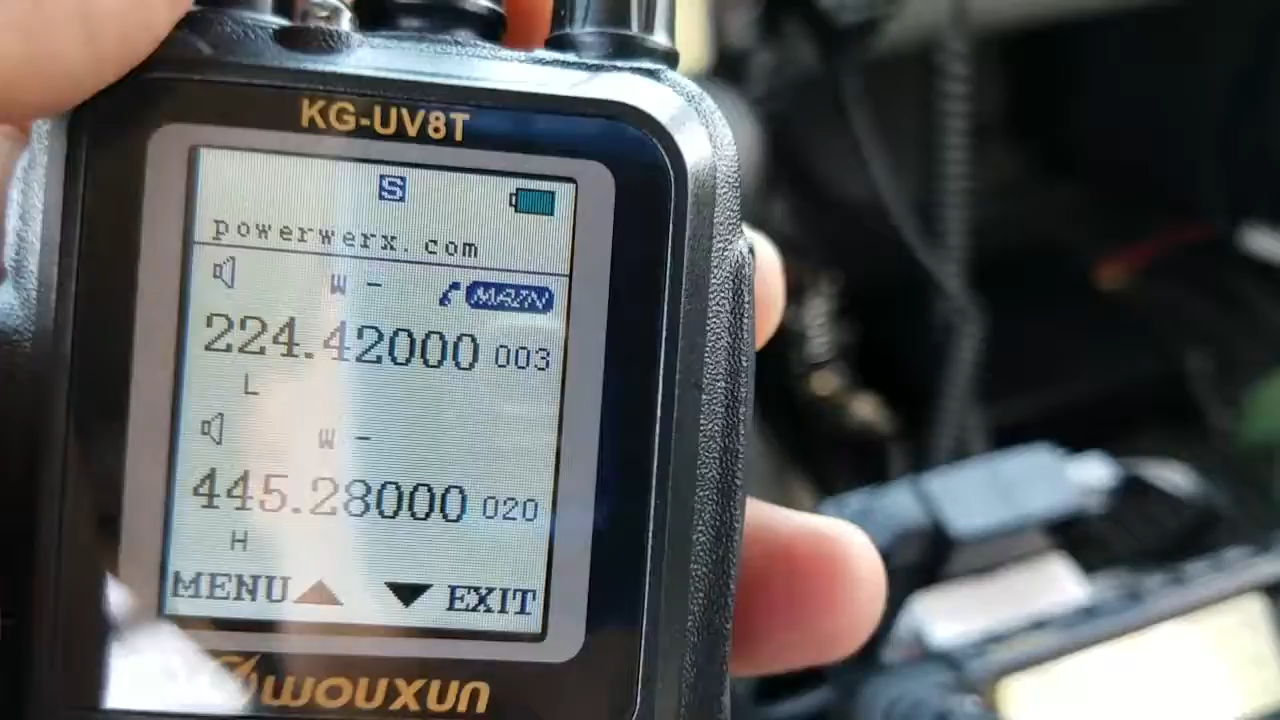 KG-UV8T
S
powerwerx.com
W - MAIN
224.42000 003
L
W -
445.28000 020
H
MENU EXIT
WOUXUN